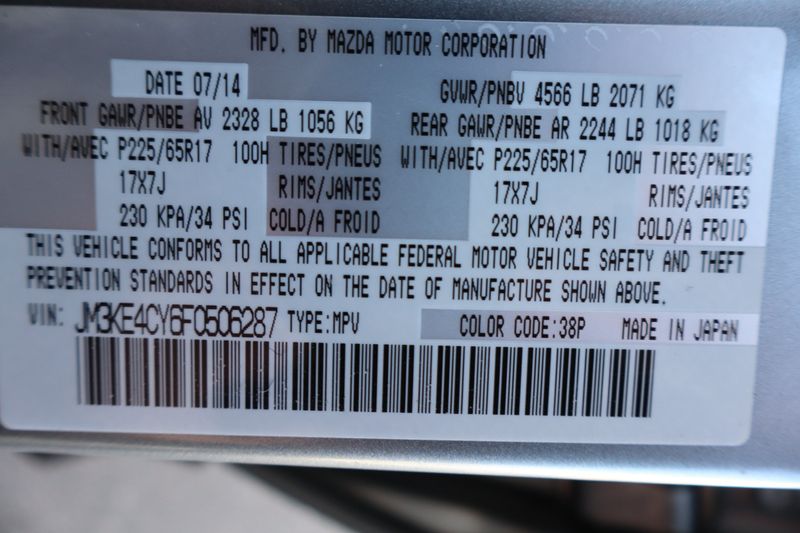 MFD. BY MAZDA MOTOR CORPORATION
DATE 07/14 GVWR/PNBV 4566 LB 2071 KG
FRONT GAWR/PNBE AV 2328 LB 1056 KG REAR GAWR/PNBE AR 2244 LB 1018 KG
WITH/AVEC P225/65R17 100H TIRES/PNEUS WITH/AVEC P225/65R17 100H TIRES/PNEUS
17X7J RIMS/JANTES 17X7J RIMS/JANTES
230 KPA/34 PSI COLD/A FROID 230 KPA/34 PSI COLD/A FROID
THIS VEHICLE CONFORMS TO ALL APPLICABLE FEDERAL MOTOR VEHICLE SAFETY AND THEFT
PREVENTION STANDARDS IN EFFECT ON THE DATE OF MANUFACTURE SHOWN ABOVE.
VIN: JM3KE4CY6F0506287 TYPE:MPV COLOR CODE:38P MADE IN JAPAN